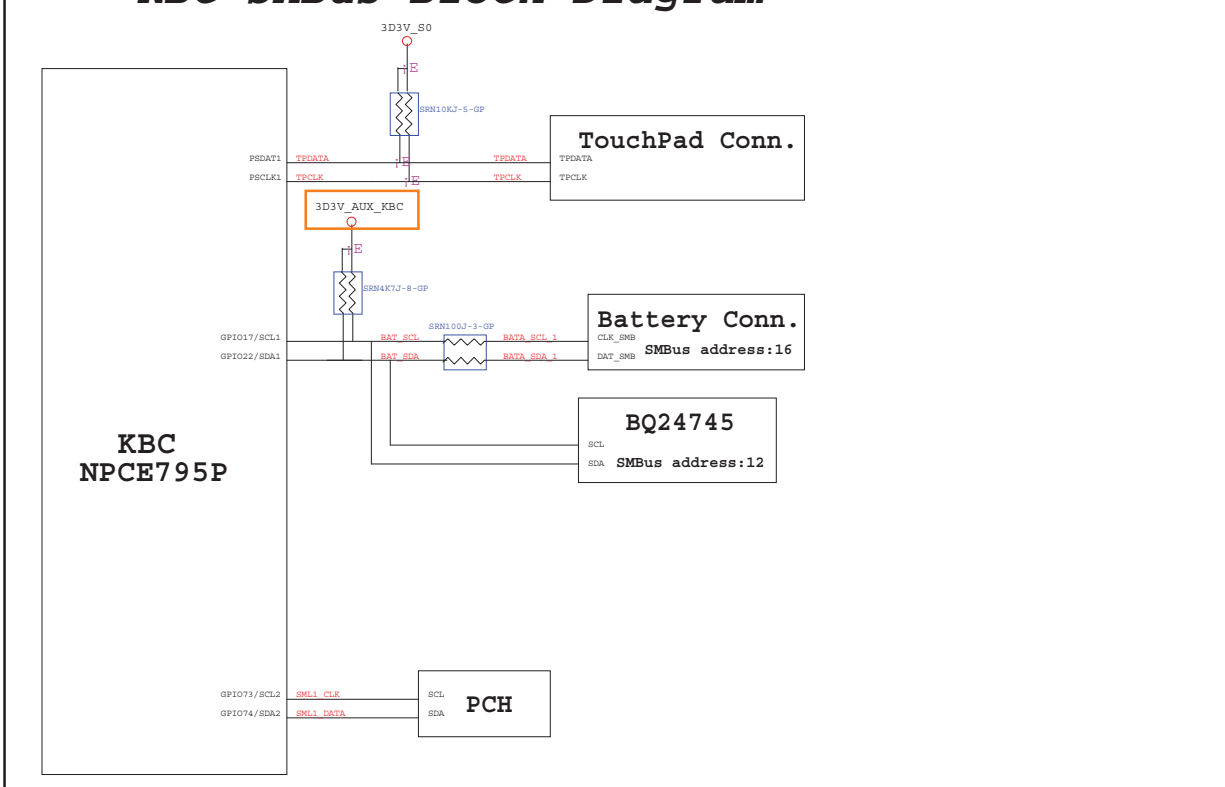 KBC SMBus Block Diagram
3D3V_S0
E
SRN10KJ-5-GP
TouchPad Conn.
PSDAT1 TPDATA E TPDATA TPDATA
PSCLK1 TPCLK E TPCLK TPCLK
3D3V_AUX_KBC
E
SRN4K7J-8-GP
Battery Conn.
SRN100J-3-GP
GPIO17/SCL1 BAT_SCL BATA_SCL_1 CLK_SMB
GPIO22/SDA1 BAT_SDA BATA_SDA_1 DAT_SMB SMBus address:16
BQ24745
SCL
SDA SMBus address:12
KBC
NPCE795P
GPIO73/SCL2 SML1_CLK SCL
PCH
GPIO74/SDA2 SML1_DATA SDA